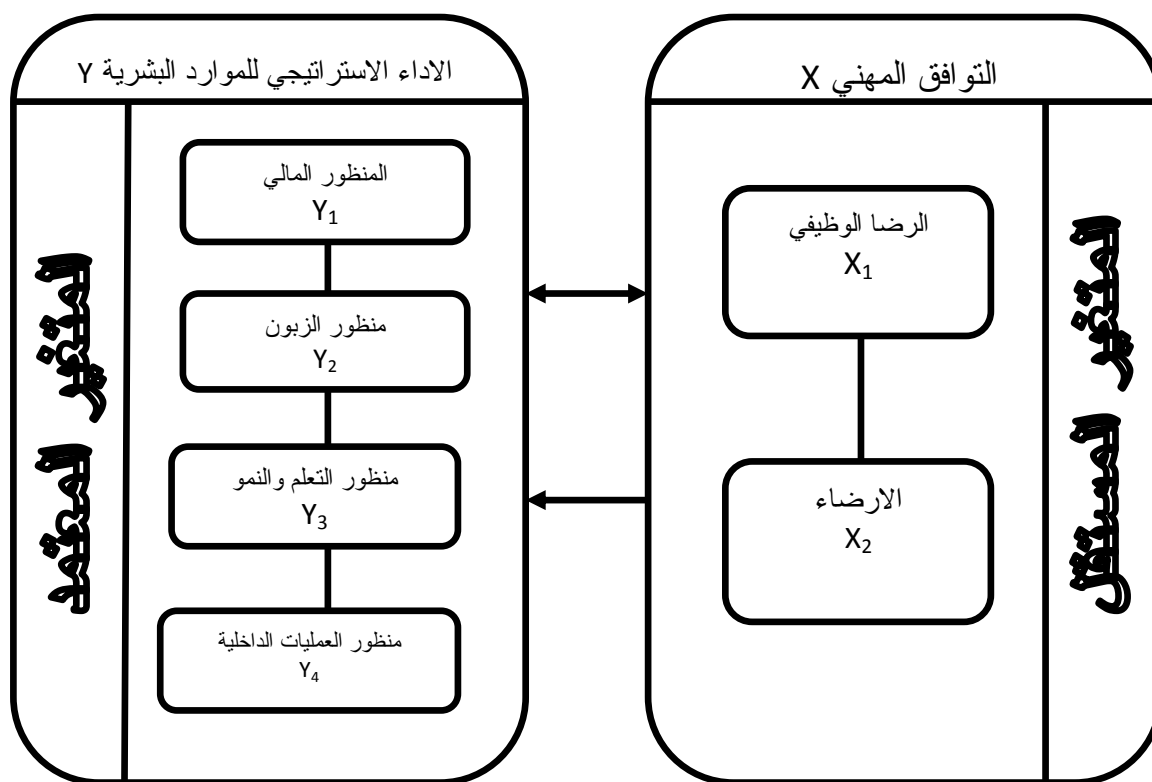 التوافق المهني X
المتغير المستقل
الرضا الوظيفي
X1
الارضاء
X2
الاداء الاستراتيجي للموارد البشرية Y
المنظور المالي
Y1
منظور الزبون
Y2
منظور التعلم والنمو
Y3
منظور العمليات الداخلية
Y4
المتغير المعتمد